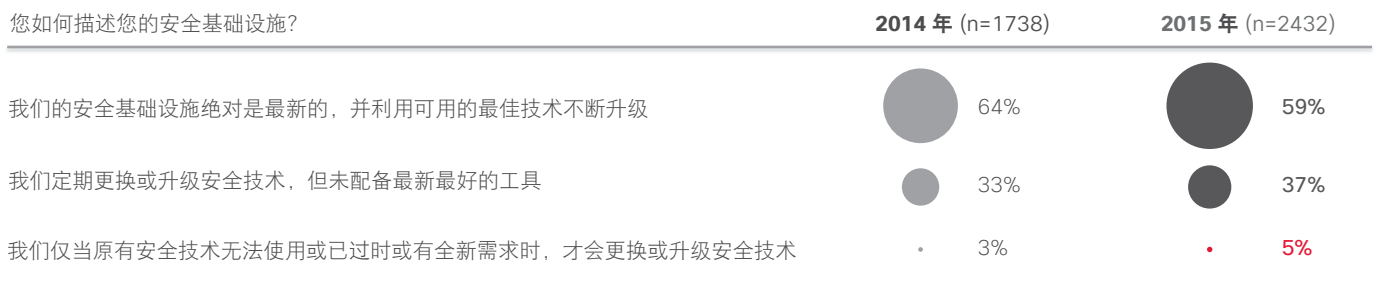 您如何描述您的安全基础设施? 2014 年 (n=1738) 2015 年 (n=2432)
我们的安全基础设施绝对是最新的，并利用可用的最佳技术不断升级 64% 59%
我们定期更换或升级安全技术，但未配备最新最好的工具 33% 37%
我们仅当原有安全技术无法使用或已过时或有全新需求时，才会更换或升级安全技术 3% 5%